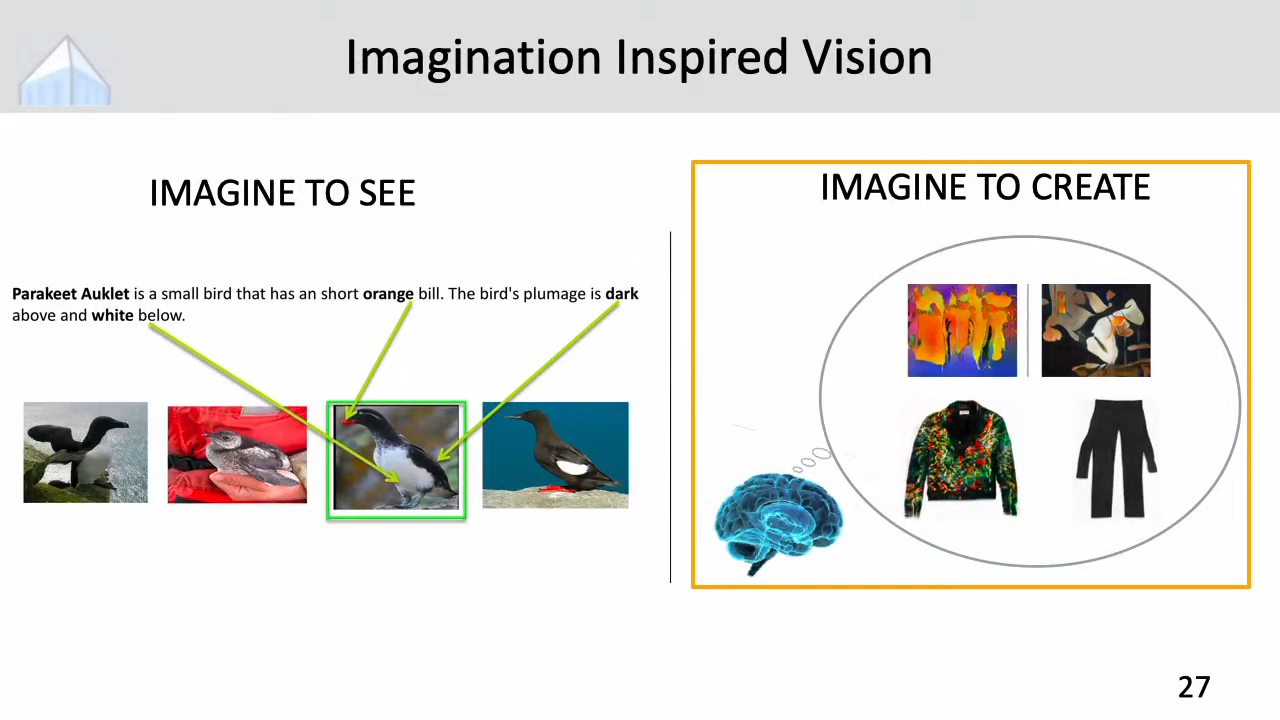 Imagination Inspired Vision
IMAGINE TO SEE
Parakeet Auklet is a small bird that has an short orange bill. The bird's plumage is dark
above and white below.
IMAGINE TO CREATE
27